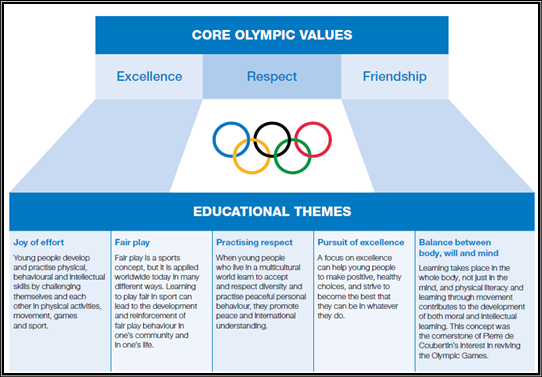 CORE OLYMPIC VALUES
Excellence
Respect
Friendship
EDUCATIONAL THEMES
Joy of effort
Young people develop
and practise physical,
behavioural and intellectual
skills by challenging
themselves and each
other in physical activities,
movement, games
and sport.
Fair play
Fair play is a sports
concept, but it is applied
worldwide today in many
different ways. Learning
to play fair in sport can
lead to the development
and reinforcement of
fair play behaviour in
one's community and
in one's life.
Practising respect
When young people
who live in a multicultural
world learn to accept
and respect diversity and
practise peaceful personal
behaviour, they promote
peace and international
understanding.
Pursuit of excellence
A focus on excellence
can help young people
to make positive, healthy
choices, and strive to
become the best that
they can be in whatever
they do.
Balance between
body, will and mind
Learning takes place in the
whole body, not just in the
mind, and physical literacy and
learning through movement
contributes to the development
of both moral and intellectual
learning. This concept was
the cornerstone of Pierre de
Coubertin's interest in reviving
the Olympic Games.